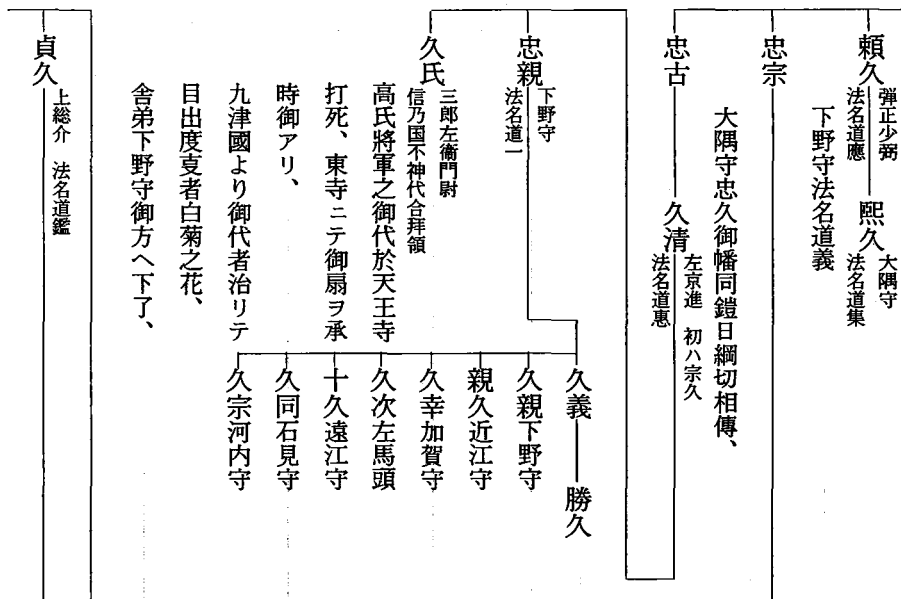 頼久
弾正少弼
法名道應
熙久
大隅守
法名道集
下野守法名道義
忠宗
大隅守忠久御幡同鎧日綱切相傳、
忠古
久清
左京進　初ハ宗久
法名道惠
久義
勝久
久親下野守
親久近江守
久幸加賀守
久次左馬頭
十久遠江守
久同石見守
久宗河内守
忠親
下野守
法名道一
久氏
三郎左衞門尉
信乃国不神代合拜領
高氏將軍之御代於天王寺
打死、東寺ニテ御扇ヲ承
時御アリ、
九津國より御代者治リテ
目出度㕝者白菊之花、
舎弟下野守御方へ下了、
貞久
上総介　法名道鑑